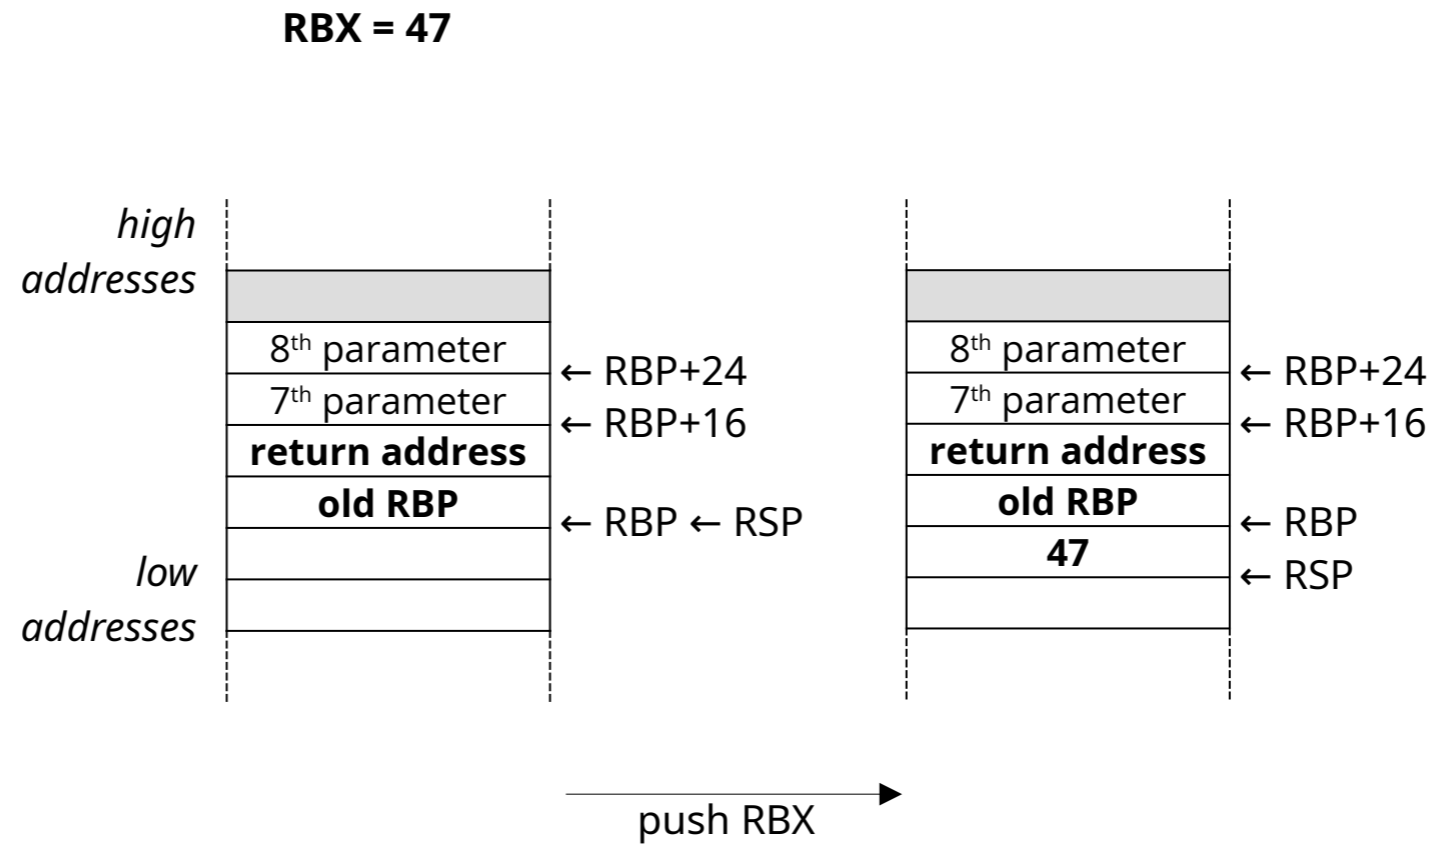 RBX = 47
high
addresses
8th parameter
← RBP+24
7th parameter
← RBP+16
return address
old RBP
← RBP ← RSP
low
addresses
8th parameter
← RBP+24
7th parameter
← RBP+16
return address
old RBP
← RBP
47
← RSP
push RBX